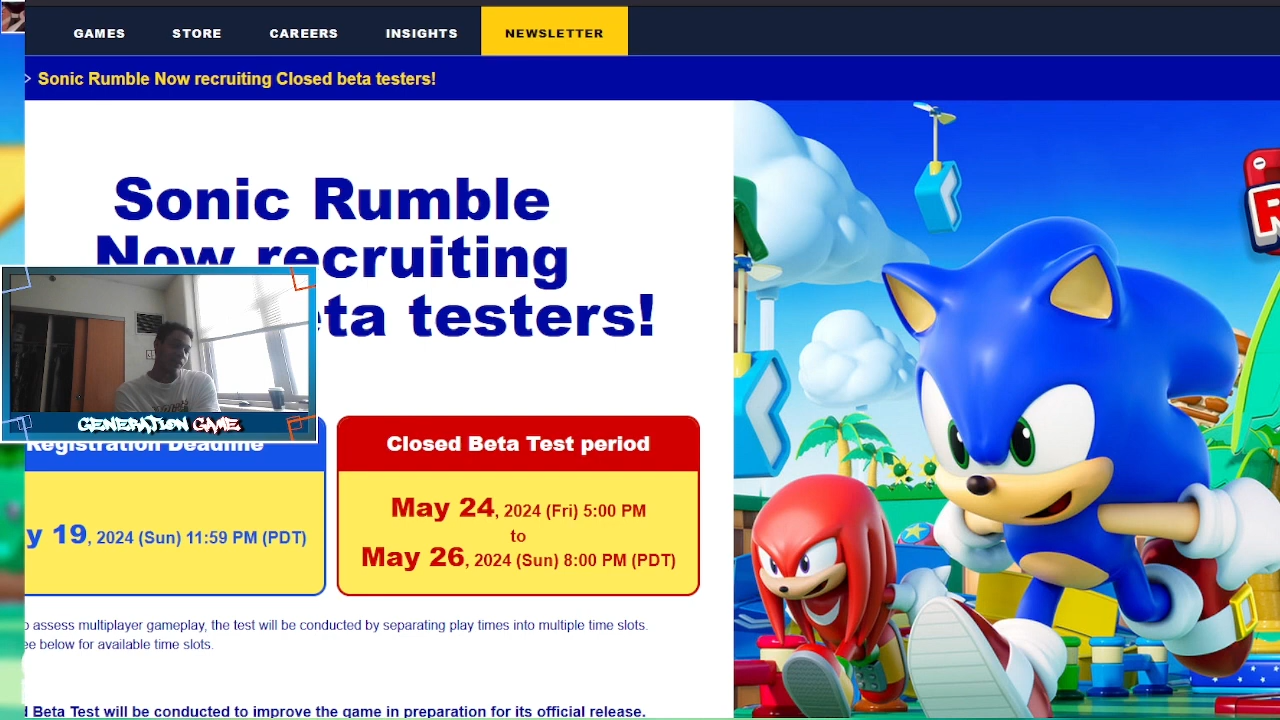 GAMES
STORE
CAREERS
INSIGHTS
NEWSLETTER
> Sonic Rumble Now recruiting Closed beta testers!
Sonic Rumble
Now recruiting
eta testers!
GENERATION GAME
Registration Deadline
y 19, 2024 (Sun) 11:59 PM (PDT)
Closed Beta Test period
May 24, 2024 (Fri) 5:00 PM
to
May 26, 2024 (Sun) 8:00 PM (PDT)
o assess multiplayer gameplay, the test will be conducted by separating play times into multiple time slots.
ee below for available time slots.
d Beta Test will be conducted to improve the game in preparation for its official release.
R